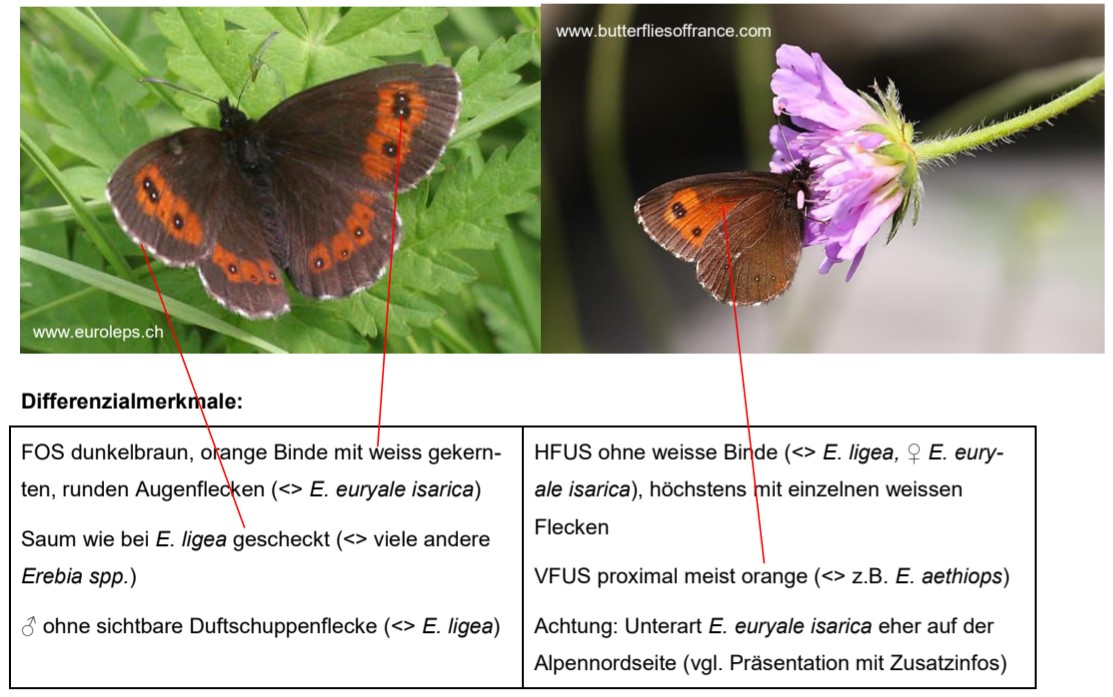 www.butterfliesoffrance.com
www.euroleps.ch
Differenzialmerkmale:
FOS dunkelbraun, orange Binde mit weiss gekern-
ten, runden Augenflecken (<> E. euryale isarica)
Saum wie bei E. ligea gescheckt (<> viele andere
Erebia spp.)
♂ ohne sichtbare Duftschuppenflecke (<> E. ligea)
HFUS ohne weisse Binde (<> E. ligea, ♀ E. eury-
ale isarica), höchstens mit einzelnen weissen
Flecken
VFUS proximal meist orange (<> z.B. E. aethiops)
Achtung: Unterart E. euryale isarica eher auf der
Alpennordseite (vgl. Präsentation mit Zusatzinfos)